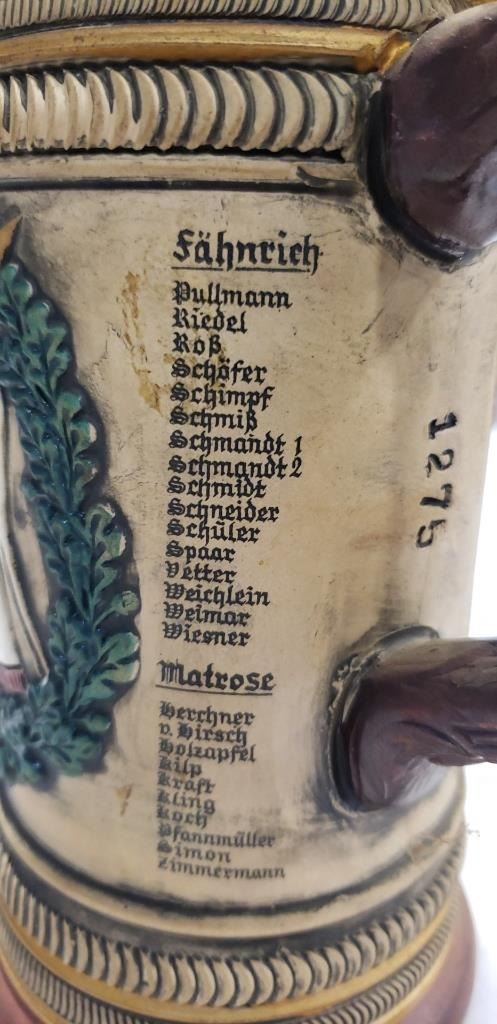 Fähnrich
Pullmann
Riedel
Roß
Schöfer
Schimpf
Schmiß
Schmandt 1
Schmandt 2
Schmidt
Schneider
Schüler
Spaar
Vetter
Weichlein
Weimar
Wiesner
Matrose
Herchner
v. Hirsch
Holzapfel
Kilp
Kraft
Kling
Koch
Pfannmüller
Simon
Zimmermann
1275